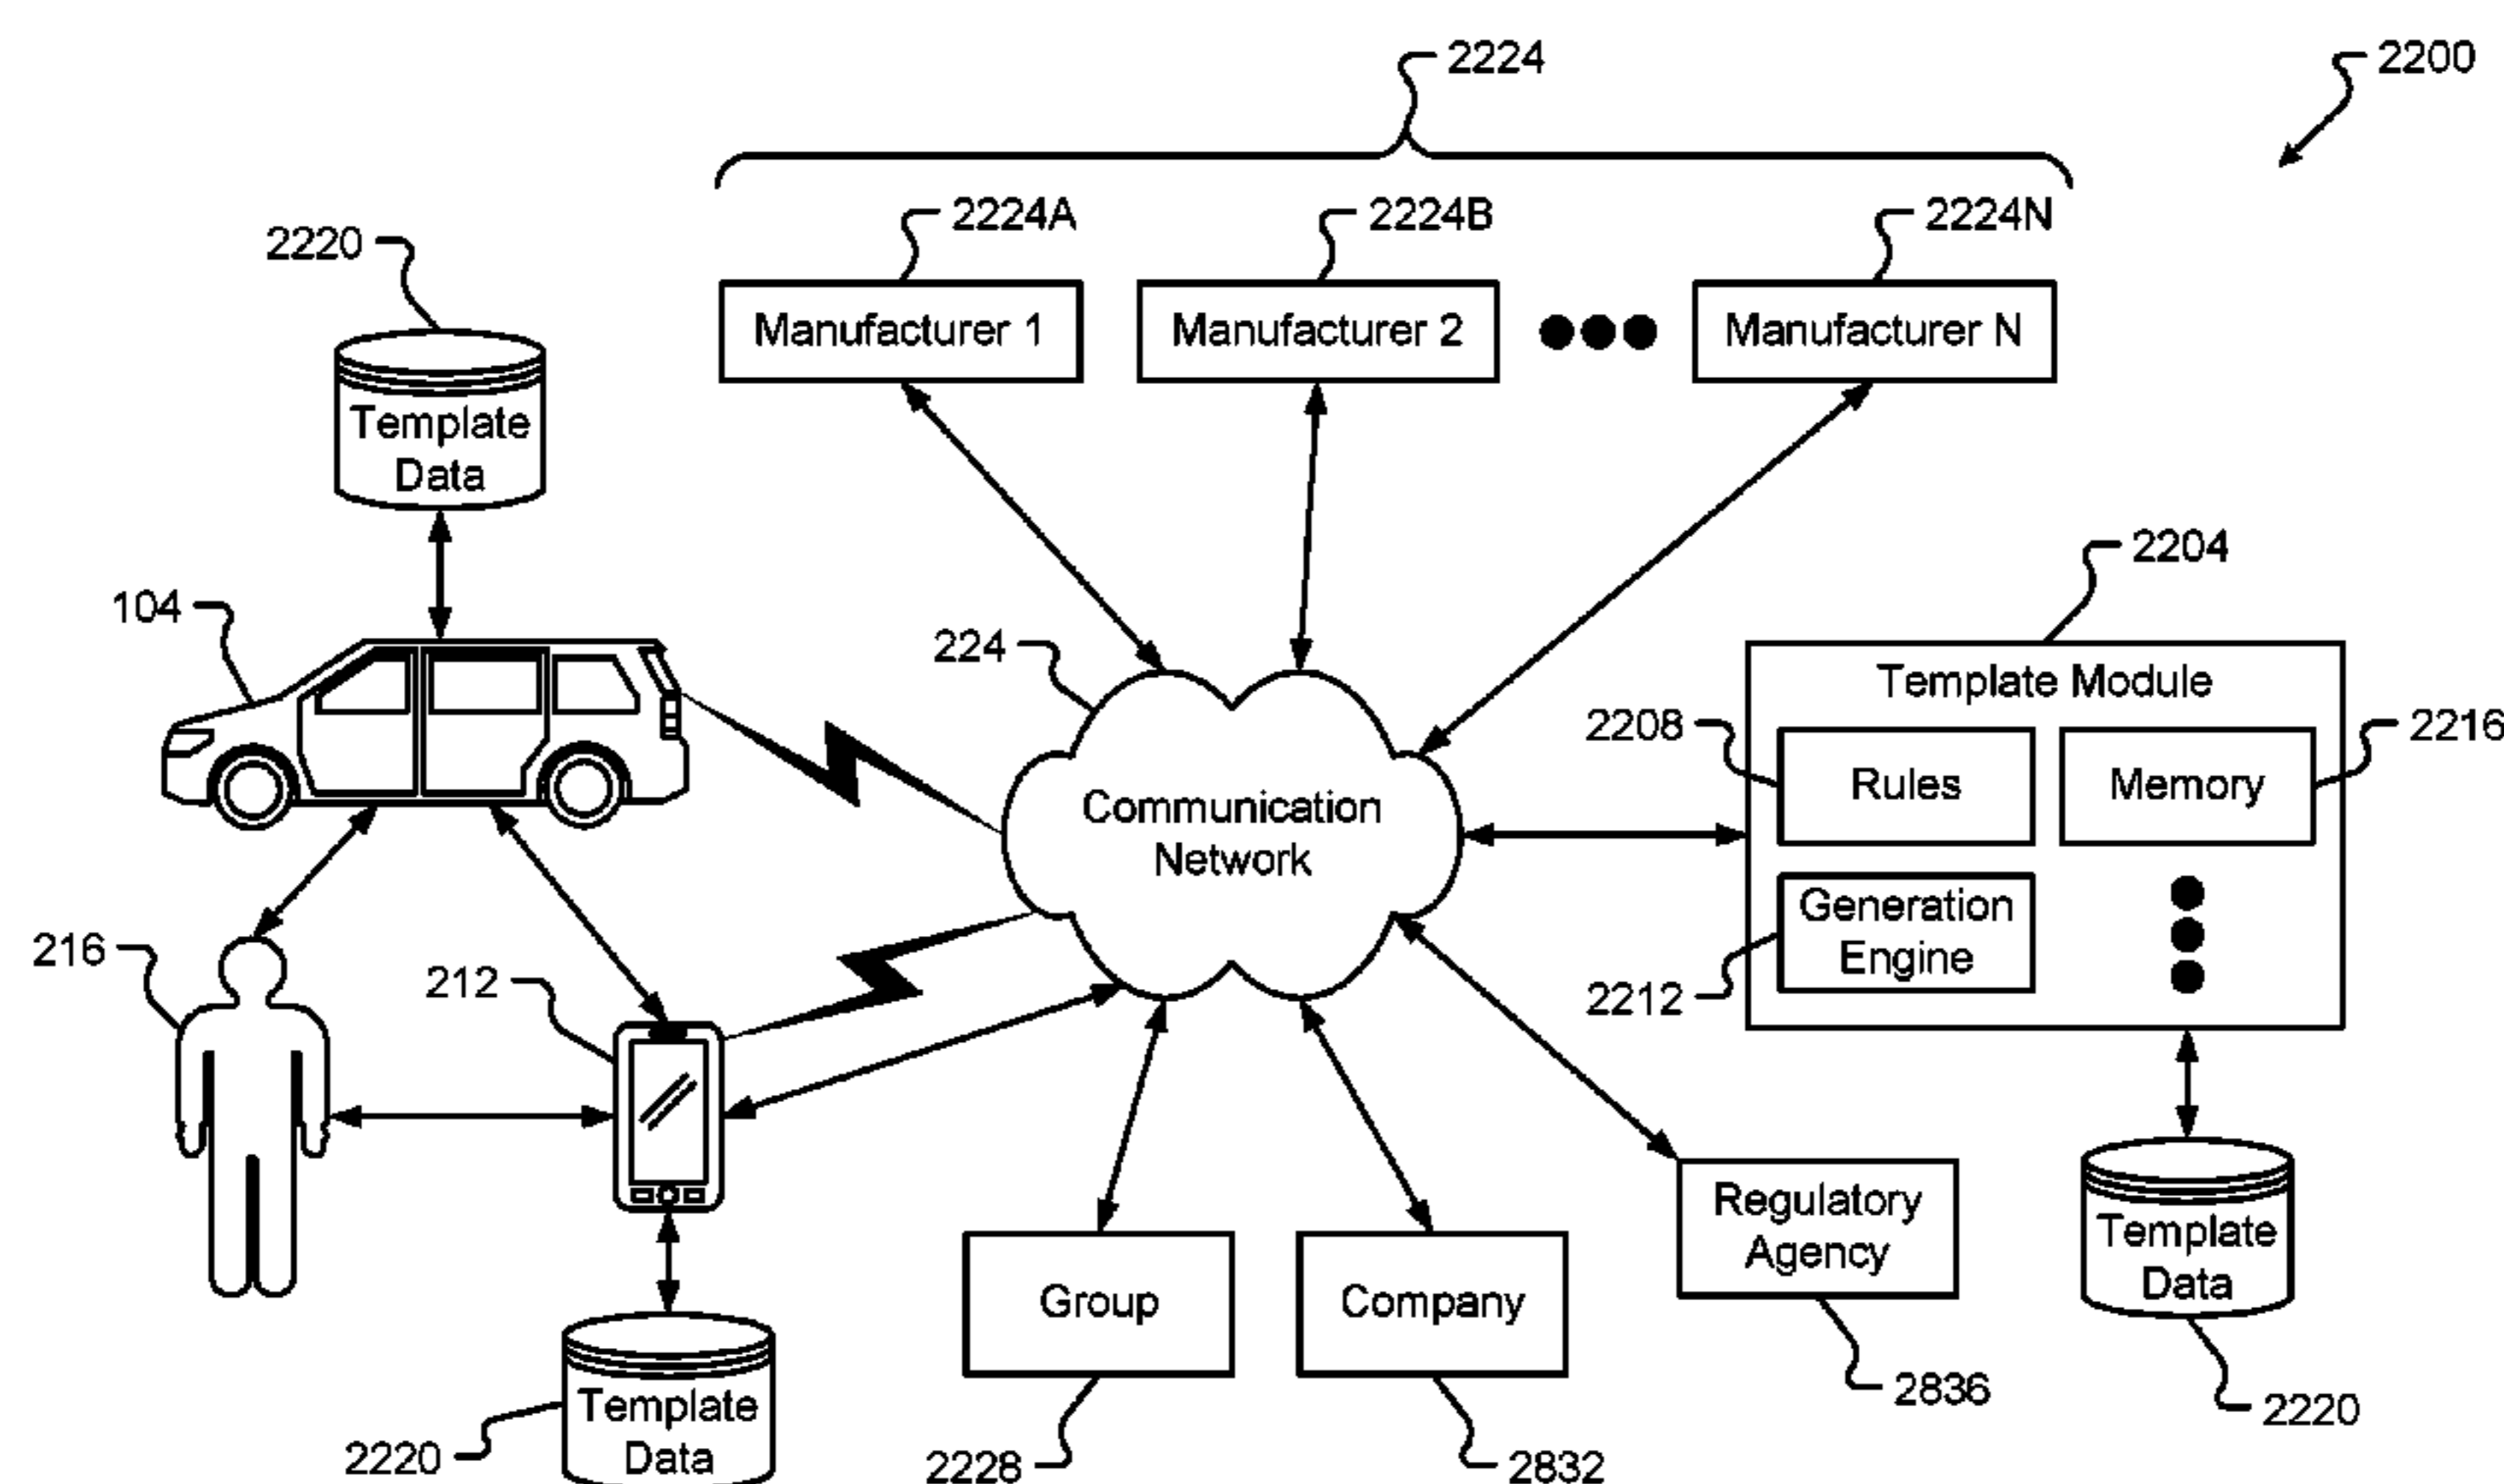 2224
2200
2224A
2224B
2224N
2220
Manufacturer 1
Manufacturer 2
Manufacturer N
Template
Data
2204
104
224
Template Module
2208
2216
Rules
Memory
Communication
Network
Generation
Engine
216
212
2212
Regulatory
Agency
Template
Data
Group
Company
2836
2220
Template
Data
2220
2228
2832